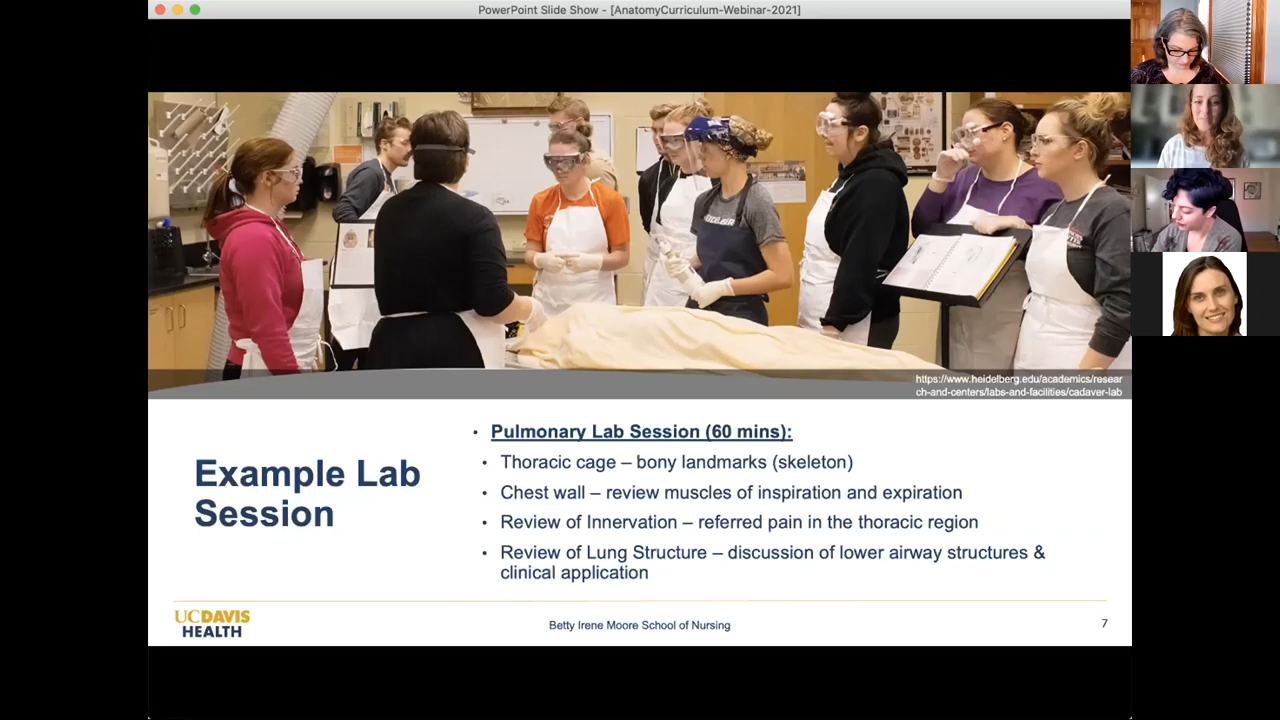 PowerPoint Slide Show - [AnatomyCurriculum-Webinar-2021]
https://www.heidelberg.edu/academics/resear
ch-and-centers/labs-and-facilities/cadaver-lab
Example Lab
Session
• Pulmonary Lab Session (60 mins):
• Thoracic cage – bony landmarks (skeleton)
• Chest wall – review muscles of inspiration and expiration
• Review of Innervation – referred pain in the thoracic region
• Review of Lung Structure – discussion of lower airway structures &
clinical application
UCDAVIS
HEALTH
Betty Irene Moore School of Nursing
7